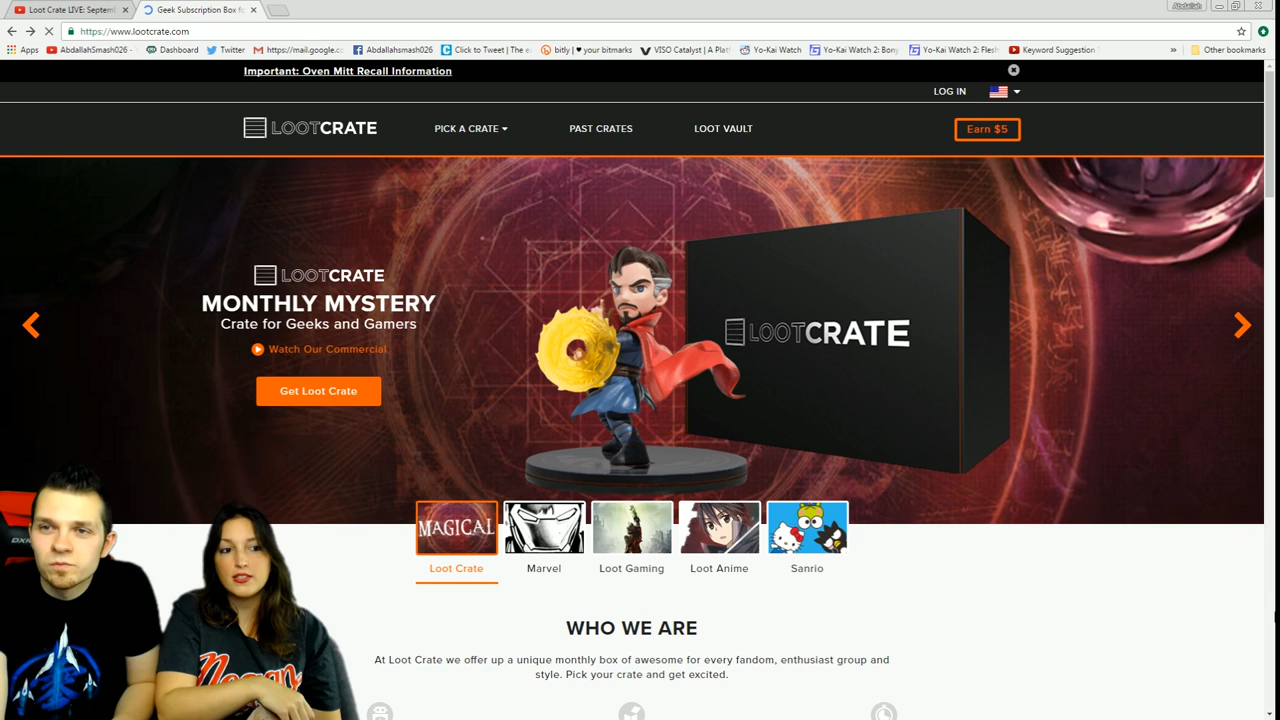 Loot Crate LIVE: Septem
Geek Subscription Box fo
Abdallah
https://www.lootcrate.com
Apps
AbdallahSmash026 -
Dashboard
Twitter
https://mail.google.c
Abdallahsmash026
Click to Tweet | The e
bitly | ♥ your bitmarks
VISO Catalyst | A Plat
Yo-Kai Watch
Yo-Kai Watch 2: Bony
Yo-Kai Watch 2: Flesh
Keyword Suggestion
»
Other bookmarks
Important: Oven Mitt Recall Information
LOG IN
LOOTCRATE
PICK A CRATE
PAST CRATES
LOOT VAULT
Earn $5
LOOTCRATE
MONTHLY MYSTERY
Crate for Geeks and Gamers
Watch Our Commercial
Get Loot Crate
LOOTCRATE
MAGICAL
Loot Crate
Marvel
Loot Gaming
Loot Anime
Sanrio
WHO WE ARE
At Loot Crate we offer up a unique monthly box of awesome for every fandom, enthusiast group and
style. Pick your crate and get excited.